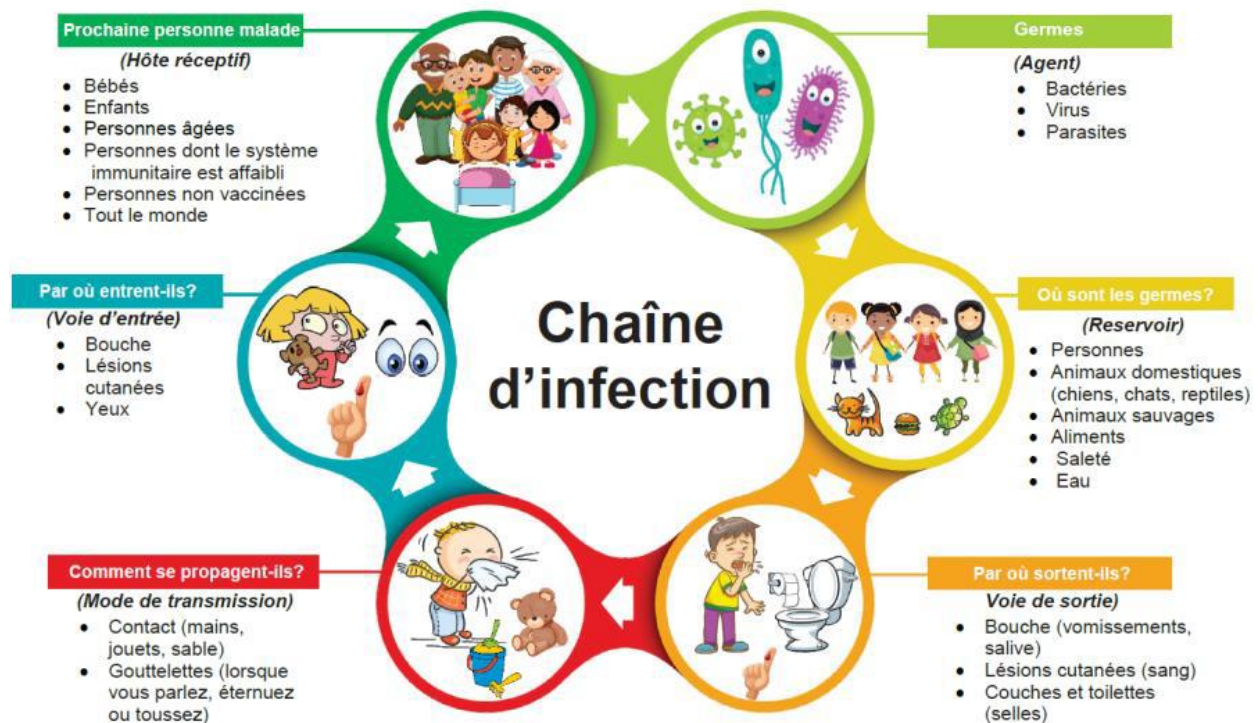 Prochaine personne malade
(Hôte réceptif)
• Bébés
• Enfants
• Personnes âgées
• Personnes dont le système
immunitaire est affaibli
• Personnes non vaccinées
• Tout le monde
Germes
(Agent)
• Bactéries
• Virus
• Parasites
Par où entrent-ils?
(Voie d'entrée)
• Bouche
• Lésions
cutanées
• Yeux
Chaîne
d'infection
Où sont les germes?
(Reservoir)
• Personnes
• Animaux domestiques
(chiens, chats, reptiles)
• Animaux sauvages
• Aliments
• Saleté
• Eau
Comment se propagent-ils?
(Mode de transmission)
• Contact (mains,
jouets, sable)
• Gouttelettes (lorsque
vous parlez, éternuez
ou toussez)
Par où sortent-ils?
Voie de sortie)
• Bouche (vomissements,
salive)
• Lésions cutanées (sang)
• Couches et toilettes
(selles)